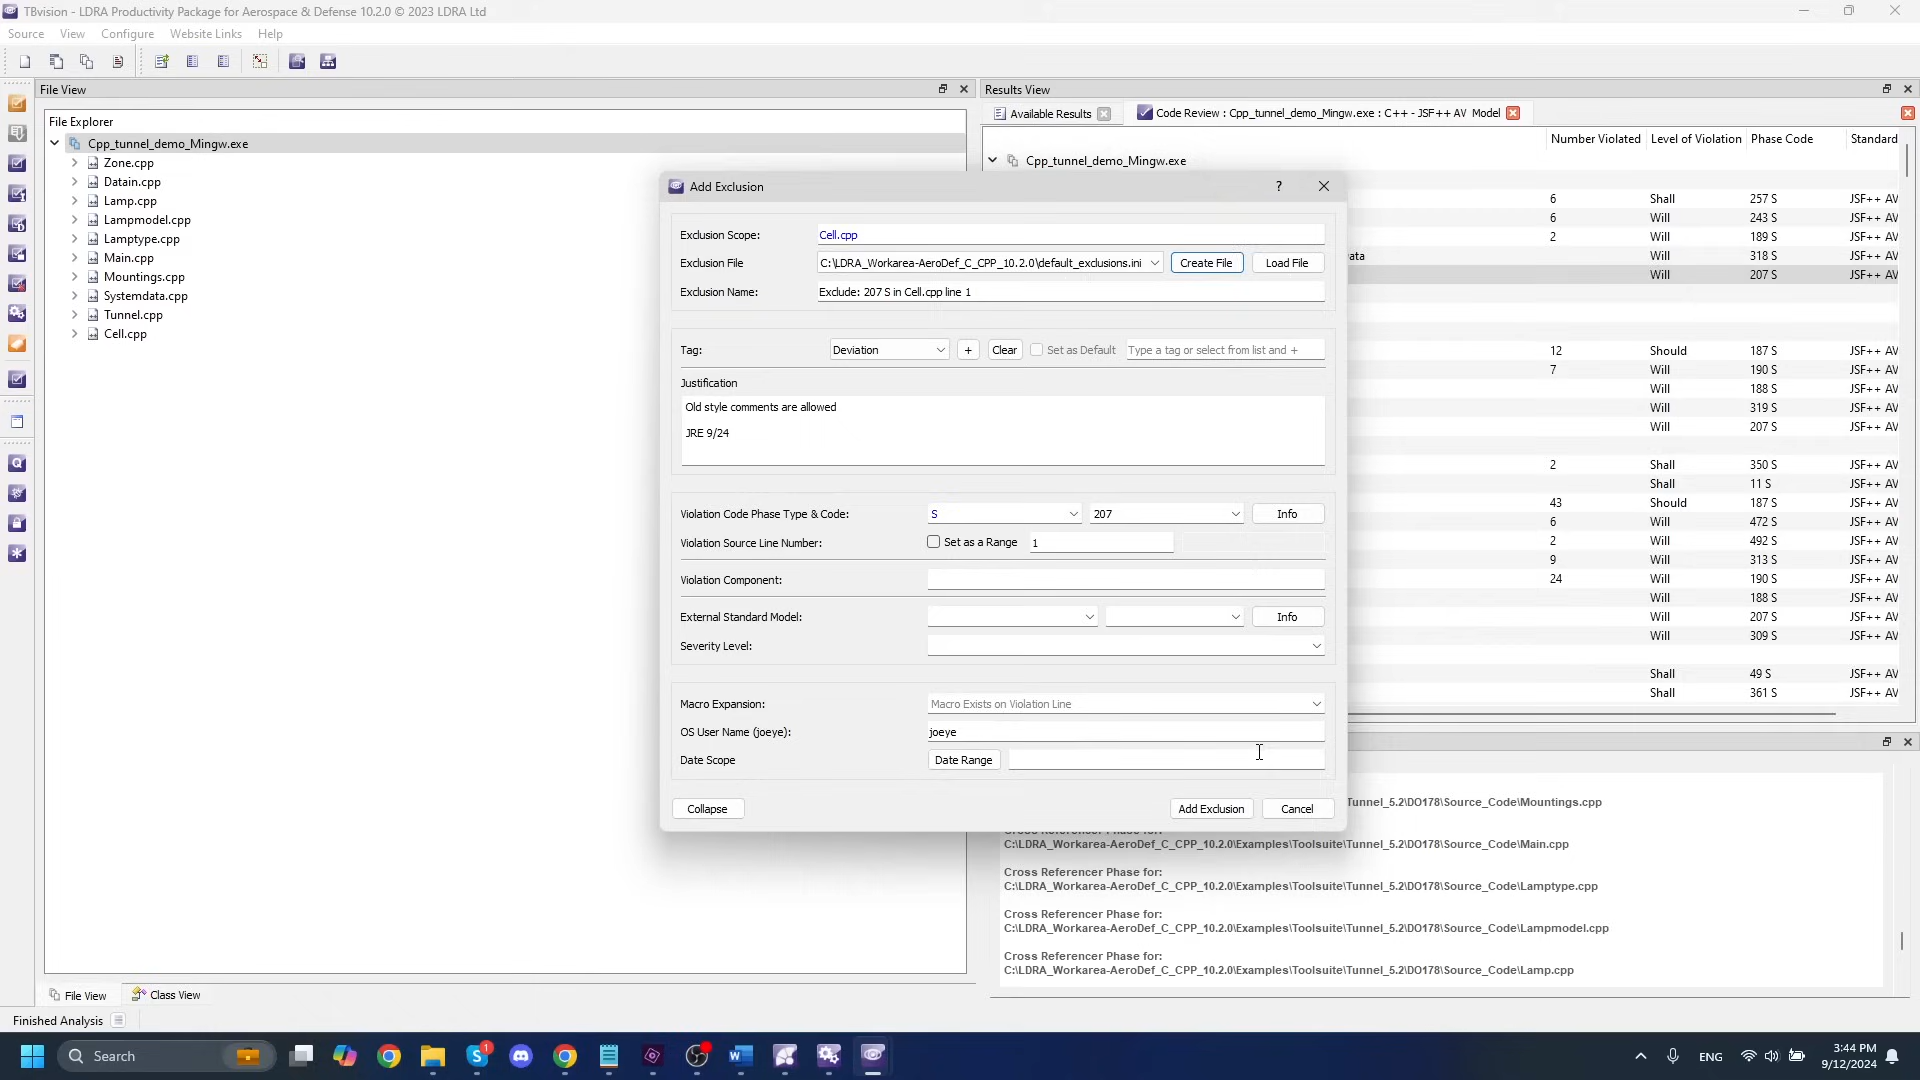 TBvision - LDRA Productivity Package for Aerospace & Defense 10.2.0 © 2023 LDRA Ltd
Source View Configure Website Links Help
File View
File Explorer
Cpp_tunnel_demo_Mingw.exe
Zone.cpp
Datain.cpp
Lamp.cpp
Lampmodel.cpp
Lamptype.cpp
Main.cpp
Mountings.cpp
Systemdata.cpp
Tunnel.cpp
Cell.cpp
File View Class View
Finished Analysis
Results View
Available Results Code Review : Cpp_tunnel_demo_Mingw.exe : C++ - JSF++ AV Model
Number Violated Level of Violation Phase Code Standard
Cpp_tunnel_demo_Mingw.exe
6 Shall 257 S JSF++ AV
6 Will 243 S JSF++ AV
2 Will 189 S JSF++ AV
ata Will 318 S JSF++ AV
Will 207 S JSF++ AV
12 Should 187 S JSF++ AV
7 Will 190 S JSF++ AV
Will 188 S JSF++ AV
Will 319 S JSF++ AV
Will 207 S JSF++ AV
2 Shall 350 S JSF++ AV
Shall 11 S JSF++ AV
43 Should 187 S JSF++ AV
6 Will 472 S JSF++ AV
2 Will 492 S JSF++ AV
9 Will 313 S JSF++ AV
24 Will 190 S JSF++ AV
Will 188 S JSF++ AV
Will 207 S JSF++ AV
Will 309 S JSF++ AV
Shall 49 S JSF++ AV
Shall 361 S JSF++ AV
Add Exclusion ?
Exclusion Scope: Cell.cpp
Exclusion File C:\LDRA_Workarea-AeroDef_C_CPP_10.2.0\default_exclusions.ini Create File Load File
Exclusion Name: Exclude: 207 S in Cell.cpp line 1
Tag: Deviation + Clear Set as Default Type a tag or select from list and +
Justification
Old style comments are allowed
JRE 9/24
Violation Code Phase Type & Code: S 207 Info
Violation Source Line Number: Set as a Range 1
Violation Component:
External Standard Model: Info
Severity Level:
Macro Expansion: Macro Exists on Violation Line
OS User Name (joeye): joeye
Date Scope Date Range
Collapse Add Exclusion Cancel
Tunnel_5.2\DO178\Source_Code\Mountings.cpp
Cross Referencer Phase for:
C:\LDRA_Workarea-AeroDef_C_CPP_10.2.0\Examples\Toolsuite\Tunnel_5.2\DO178\Source_Code\Main.cpp
Cross Referencer Phase for:
C:\LDRA_Workarea-AeroDef_C_CPP_10.2.0\Examples\Toolsuite\Tunnel_5.2\DO178\Source_Code\Lamptype.cpp
Cross Referencer Phase for:
C:\LDRA_Workarea-AeroDef_C_CPP_10.2.0\Examples\Toolsuite\Tunnel_5.2\DO178\Source_Code\Lampmodel.cpp
Cross Referencer Phase for:
C:\LDRA_Workarea-AeroDef_C_CPP_10.2.0\Examples\Toolsuite\Tunnel_5.2\DO178\Source_Code\Lamp.cpp
Search
1
ENG
3:44 PM
9/12/2024